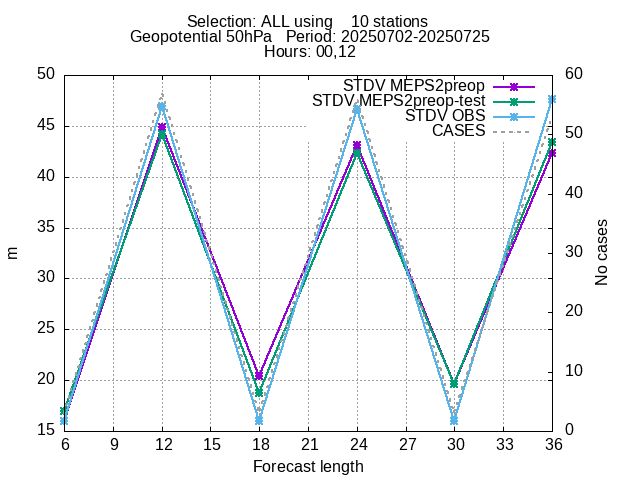 Selection: ALL using 10 stations
Geopotential 50hPa Period: 20250702-20250725
Hours: 00,12
50
45
40
35
30
25
20
15
60
50
40
30
20
10
0
STDV MEPS2preop
STDV MEPS2preop-test
STDV OBS
CASES
m
No cases
6 9 12 15 18 21 24 27 30 33 36
Forecast length